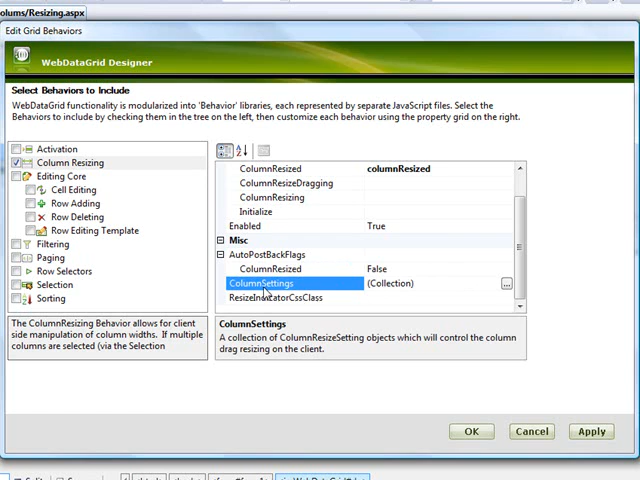 olums/Resizing.aspx
Edit Grid Behaviors
WebDataGrid Designer
Select Behaviors to Include
WebDataGrid functionality is modularized into 'Behavior' libraries, each represented by separate JavaScript files. Select the
Behaviors to include by checking them in the tree on the left, then customize each behavior using the property grid on the right.
Activation
Column Resizing
Editing Core
Cell Editing
Row Adding
Row Deleting
Row Editing Template
Filtering
Paging
Row Selectors
Selection
Sorting
ColumnResized columnResized
ColumnResizeDragging
ColumnResizing
Initialize
Enabled True
Misc
AutoPostBackFlags
ColumnResized False
ColumnSettings (Collection) ...
ResizeIndicatorCssClass
The ColumnResizing Behavior allows for client
side manipulation of column widths. If multiple
columns are selected (via the Selection
ColumnSettings
A collection of ColumnResizeSetting objects which will control the column
drag resizing on the client.
OK Cancel Apply